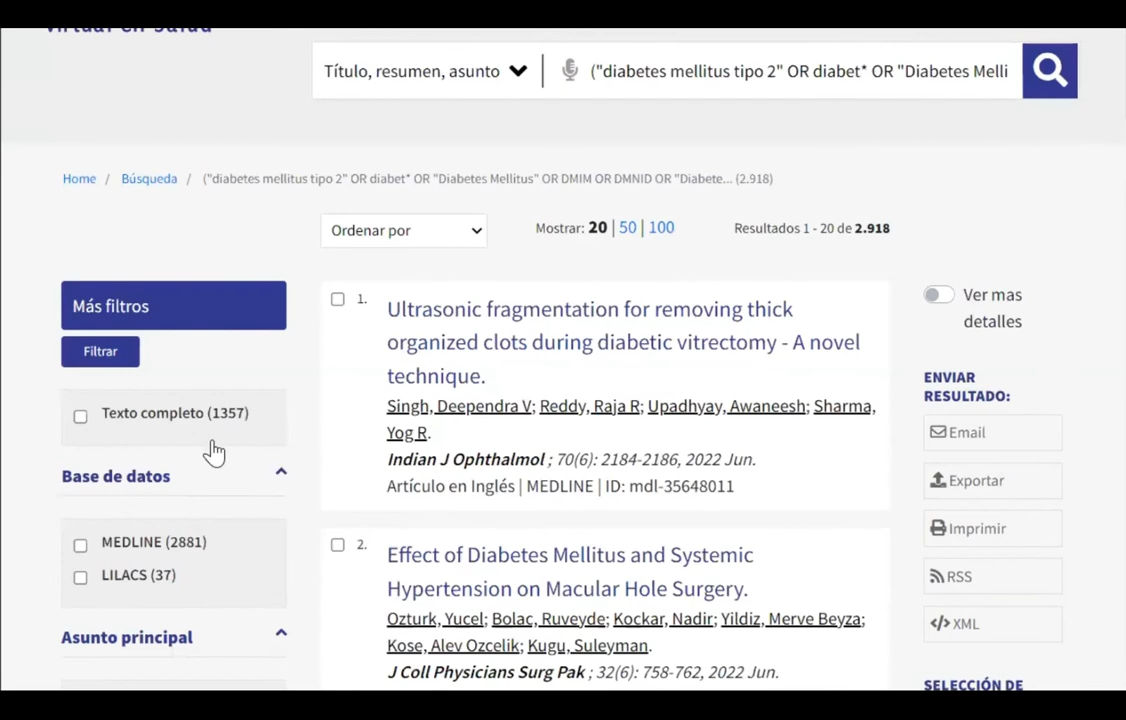 Virtual en Salud
Título, resumen, asunto
("diabetes mellitus tipo 2" OR diabet* OR "Diabetes Melli
Home / Búsqueda / ("diabetes mellitus tipo 2" OR diabet* OR "Diabetes Mellitus" OR DMIM OR DMNID OR "Diabete... (2.918)
Ordenar por
Mostrar: 20 | 50 | 100
Resultados 1 - 20 de 2.918
Más filtros
Filtrar
Texto completo (1357)
Base de datos
MEDLINE (2881)
LILACS (37)
Asunto principal
1.
Ultrasonic fragmentation for removing thick
organized clots during diabetic vitrectomy - A novel
technique.
Singh, Deependra V; Reddy, Raja R; Upadhyay, Awaneesh; Sharma,
Yog R.
Indian J Ophthalmol ; 70(6): 2184-2186, 2022 Jun.
Artículo en Inglés | MEDLINE | ID: mdl-35648011
2.
Effect of Diabetes Mellitus and Systemic
Hypertension on Macular Hole Surgery.
Ozturk, Yucel; Bolac, Ruveyde; Kockar, Nadir; Yildiz, Merve Beyza;
Kose, Alev Ozcelik; Kugu, Suleyman.
J Coll Physicians Surg Pak ; 32(6): 758-762, 2022 Jun.
Ver mas
detalles
ENVIAR
RESULTADO:
Email
Exportar
Imprimir
RSS
XML
SELECCIÓN DE